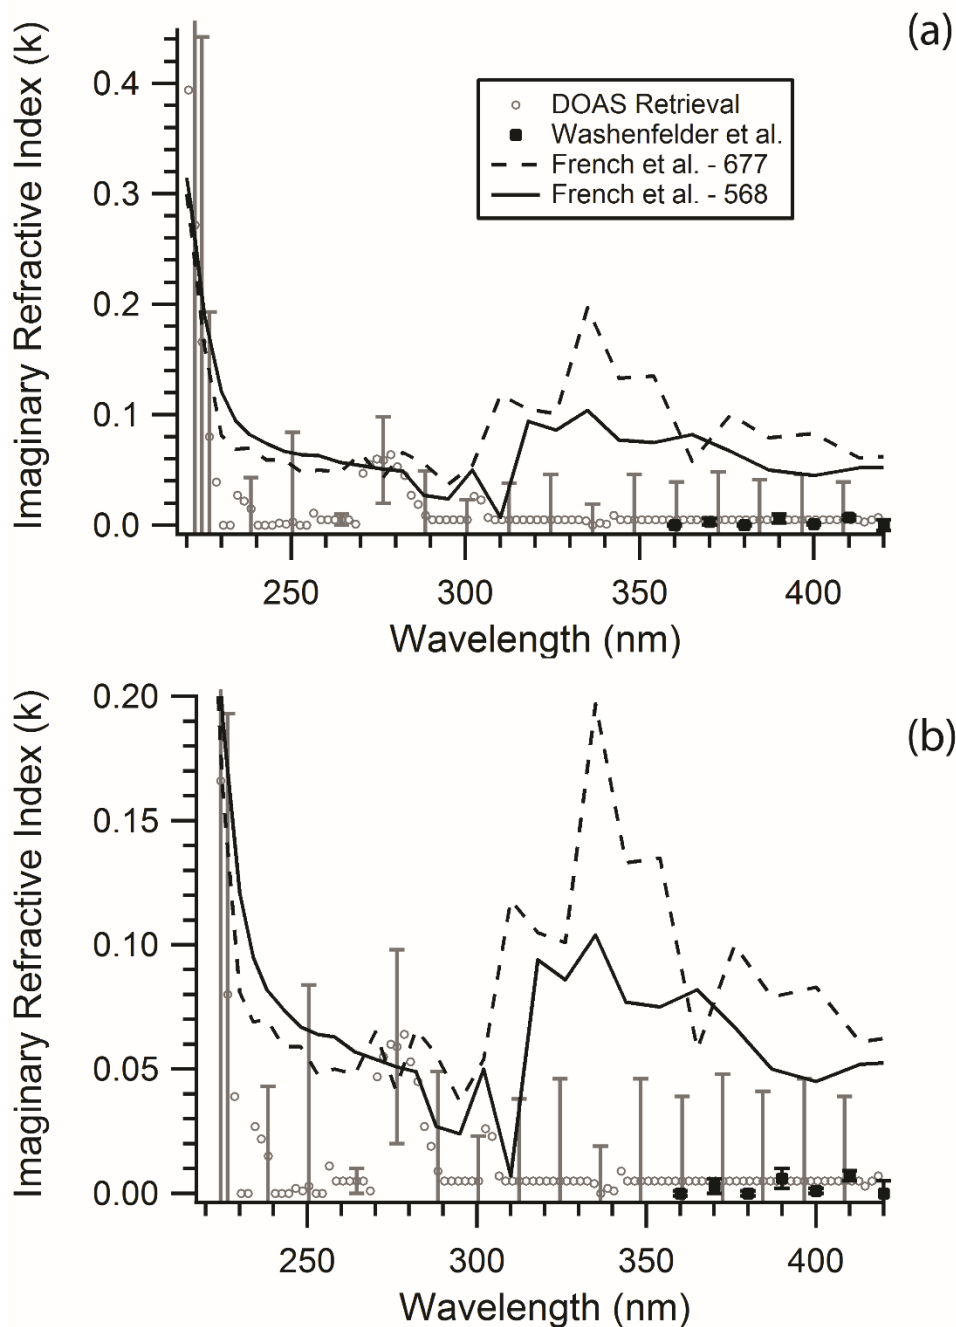 (a)
Imaginary Refractive Index (k)
0.4
0.3
0.2
0.1
0.0
DOAS Retrieval
Washenfelder et al.
French et al. - 677
French et al. - 568
250
300
350
400
Wavelength (nm)
(b)
Imaginary Refractive Index (k)
0.20
0.15
0.10
0.05
0.00
250
300
350
400
Wavelength (nm)